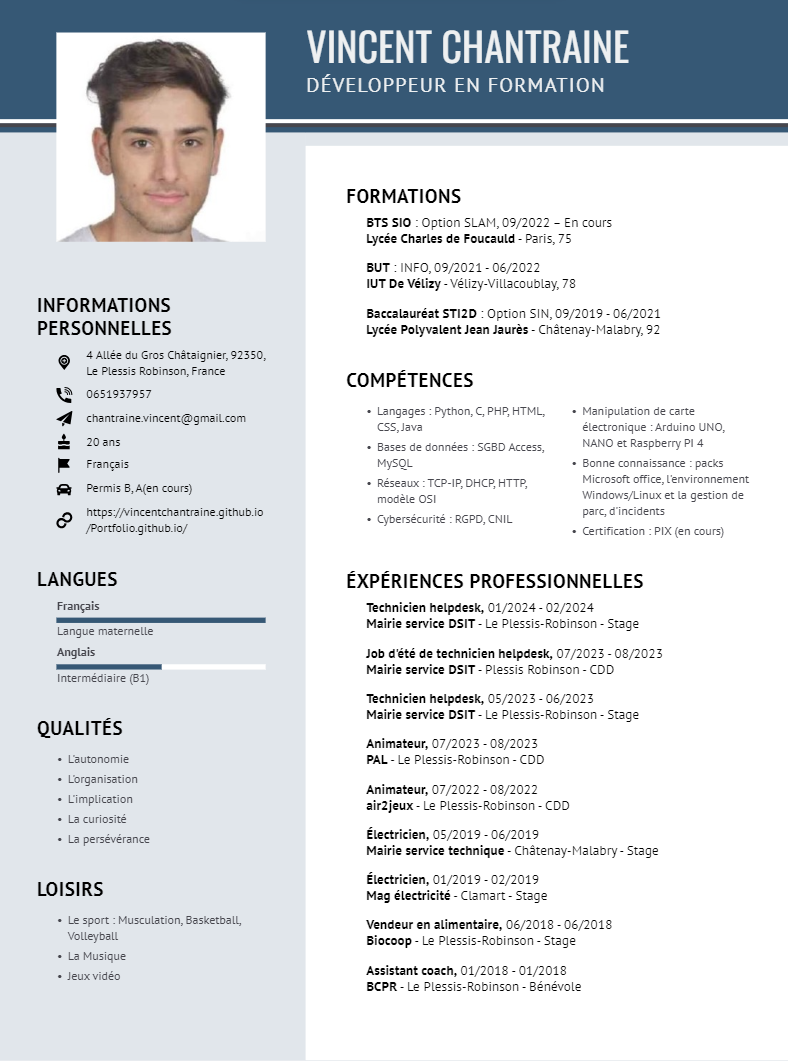 VINCENT CHANTRAINE
DÉVELOPPEUR EN FORMATION
INFORMATIONS
PERSONNELLES
4 Allée du Gros Châtaignier, 92350,
Le Plessis Robinson, France
0651937957
chantraine.vincent@gmail.com
20 ans
Français
Permis B, A(en cours)
https://vincentchantraine.github.io
/Portfolio.github.io/
LANGUES
Français
Langue maternelle
Anglais
Intermédiaire (B1)
QUALITÉS
• L'autonomie
• L'organisation
• L'implication
• La curiosité
• La persévérance
LOISIRS
• Le sport : Musculation, Basketball,
Volleyball
• La Musique
• Jeux vidéo
FORMATIONS
BTS SIO : Option SLAM, 09/2022 – En cours
Lycée Charles de Foucauld - Paris, 75
BUT : INFO, 09/2021 - 06/2022
IUT De Vélizy - Vélizy-Villacoublay, 78
Baccalauréat STI2D : Option SIN, 09/2019 - 06/2021
Lycée Polyvalent Jean Jaurès - Châtenay-Malabry, 92
COMPÉTENCES
• Langages : Python, C, PHP, HTML,
CSS, Java
• Bases de données : SGBD Access,
MySQL
• Réseaux : TCP-IP, DHCP, HTTP,
modèle OSI
• Cybersécurité : RGPD, CNIL
• Manipulation de carte
électronique : Arduino UNO,
NANO et Raspberry PI 4
• Bonne connaissance : packs
Microsoft office, l'environnement
Windows/Linux et la gestion de
parc, d'incidents
• Certification : PIX (en cours)
ÉXPÉRIENCES PROFESSIONNELLES
Technicien helpdesk, 01/2024 - 02/2024
Mairie service DSIT - Le Plessis-Robinson - Stage
Job d'été de technicien helpdesk, 07/2023 - 08/2023
Mairie service DSIT - Plessis Robinson - CDD
Technicien helpdesk, 05/2023 - 06/2023
Mairie service DSIT - Le Plessis-Robinson - Stage
Animateur, 07/2023 - 08/2023
PAL - Le Plessis-Robinson - CDD
Animateur, 07/2022 - 08/2022
air2jeux - Le Plessis-Robinson - CDD
Électricien, 05/2019 - 06/2019
Mairie service technique - Châtenay-Malabry - Stage
Électricien, 01/2019 - 02/2019
Mag électricité - Clamart - Stage
Vendeur en alimentaire, 06/2018 - 06/2018
Biocoop - Le Plessis-Robinson - Stage
Assistant coach, 01/2018 - 01/2018
BCPR - Le Plessis-Robinson - Bénévole